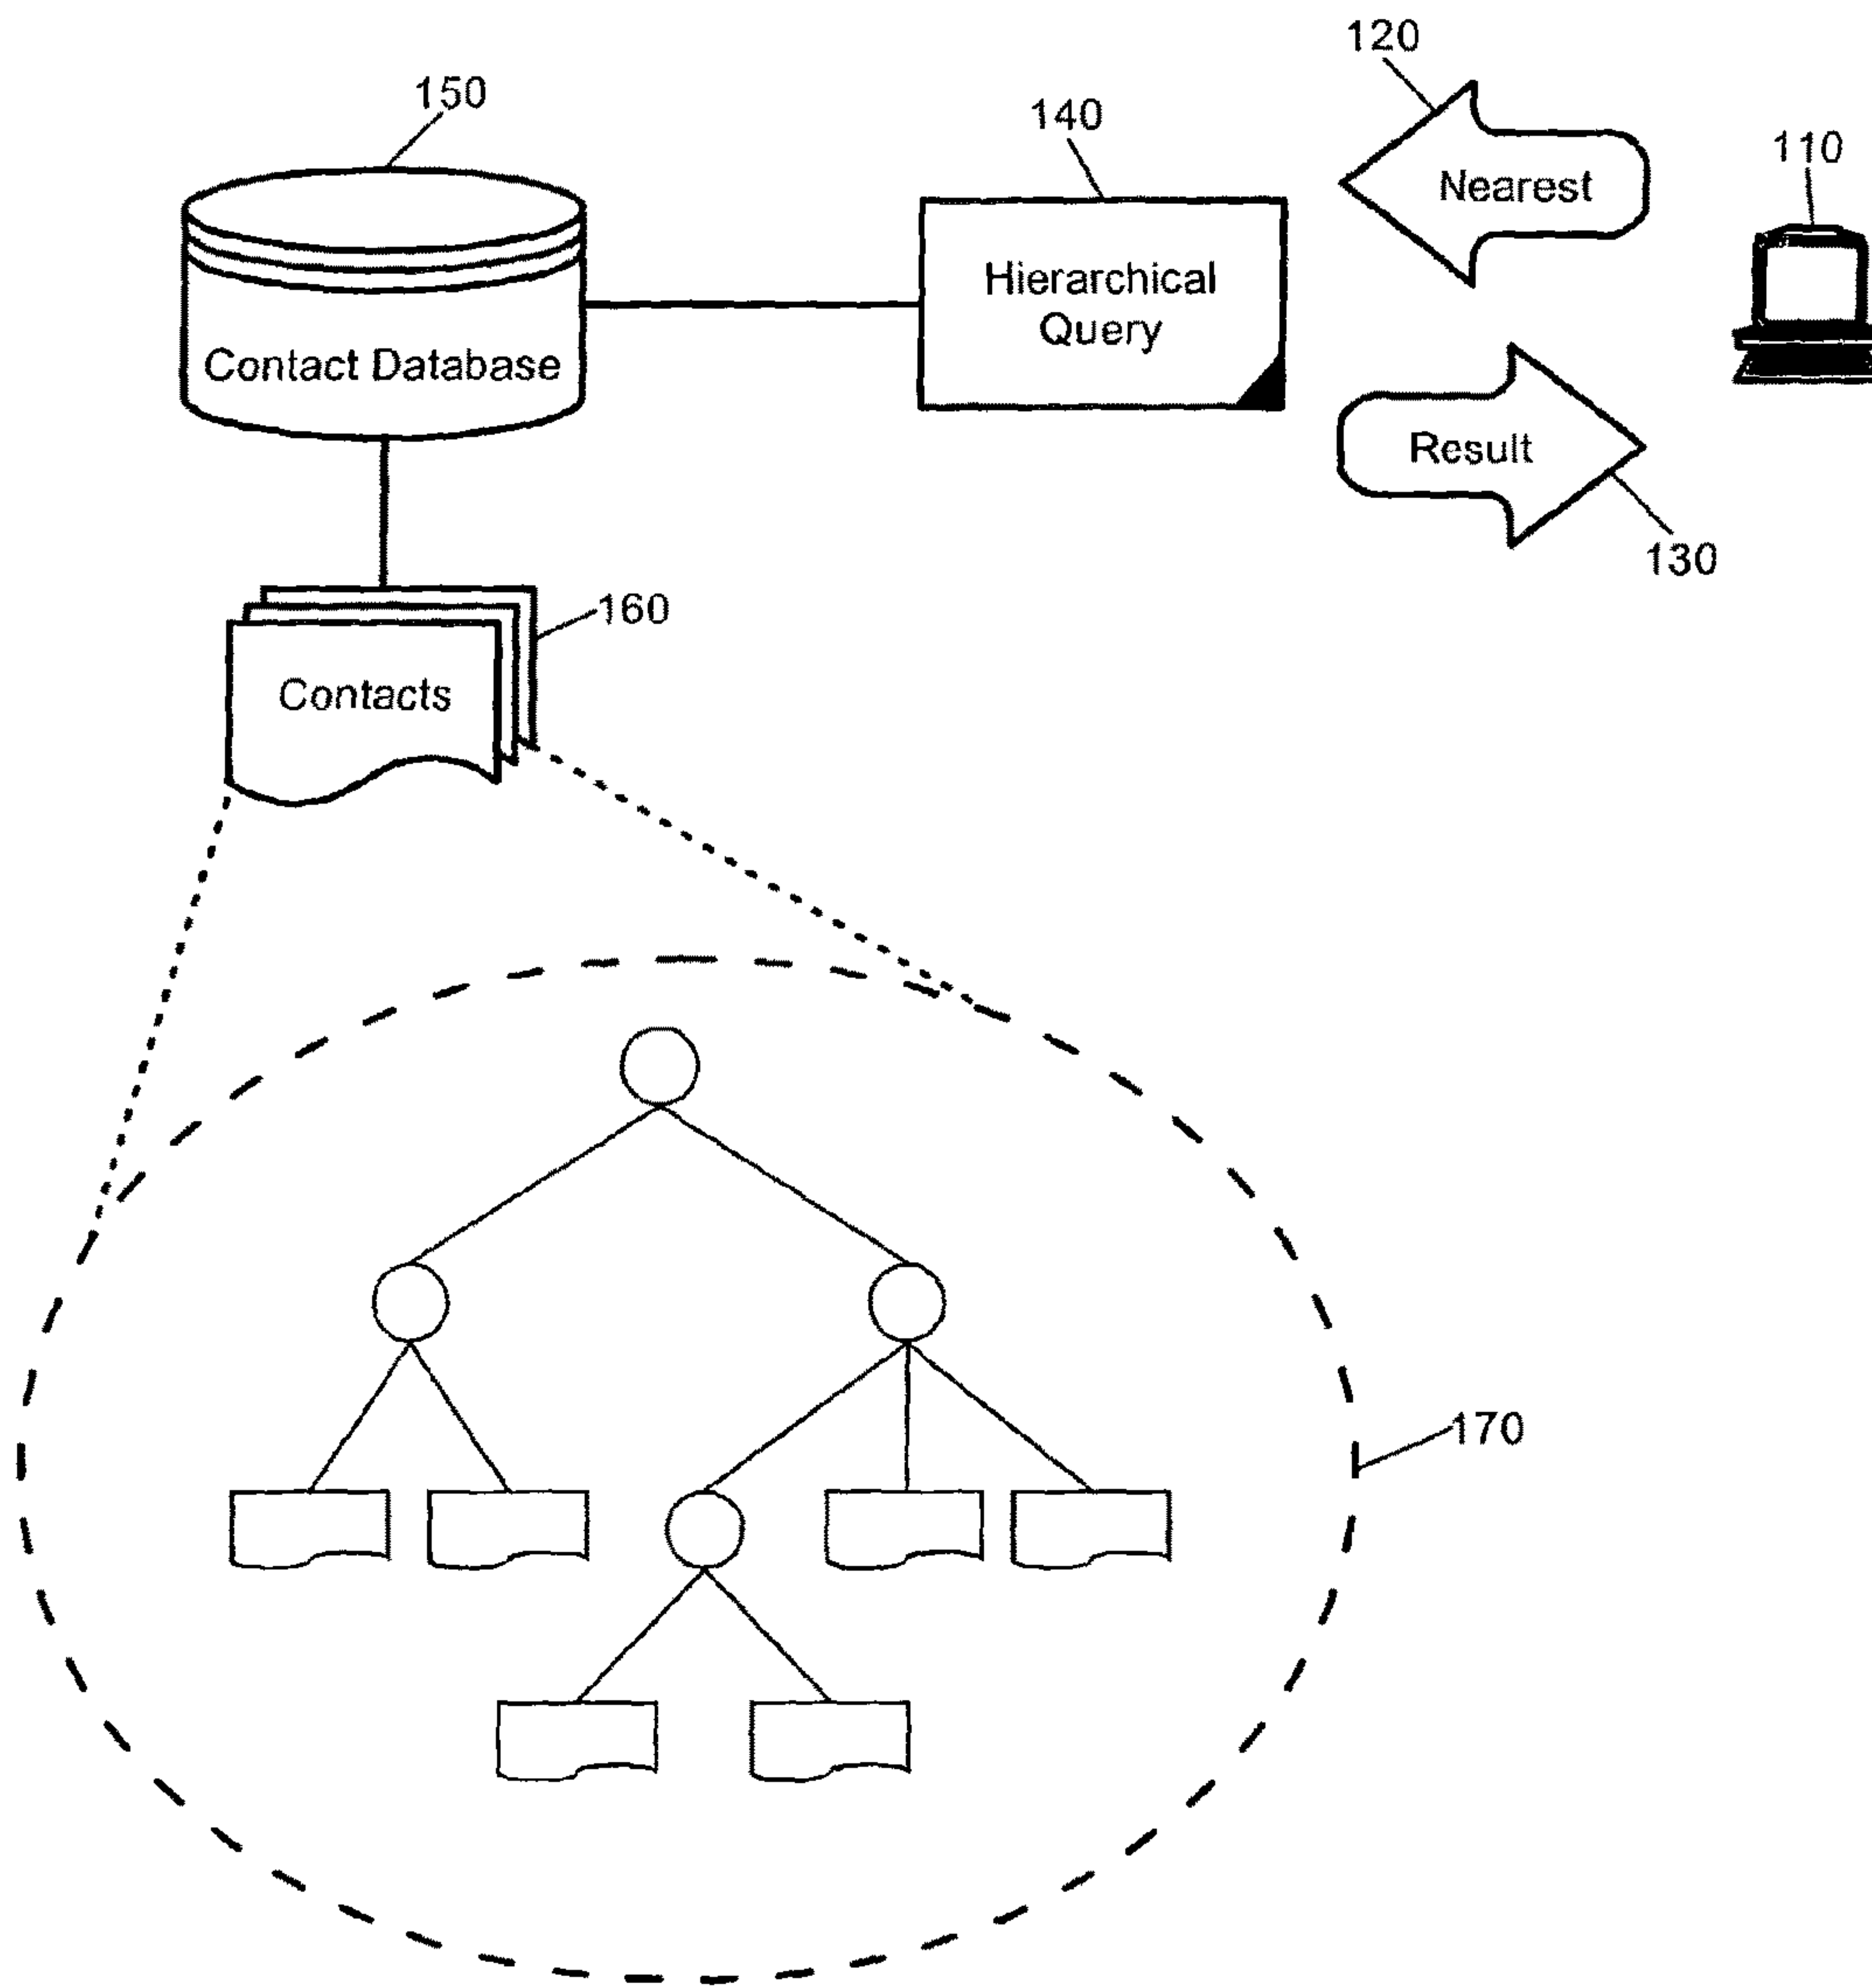 120
150
140
110
Nearest
Hierarchical
Query
Contact Database
Result
130
160
Contacts
170